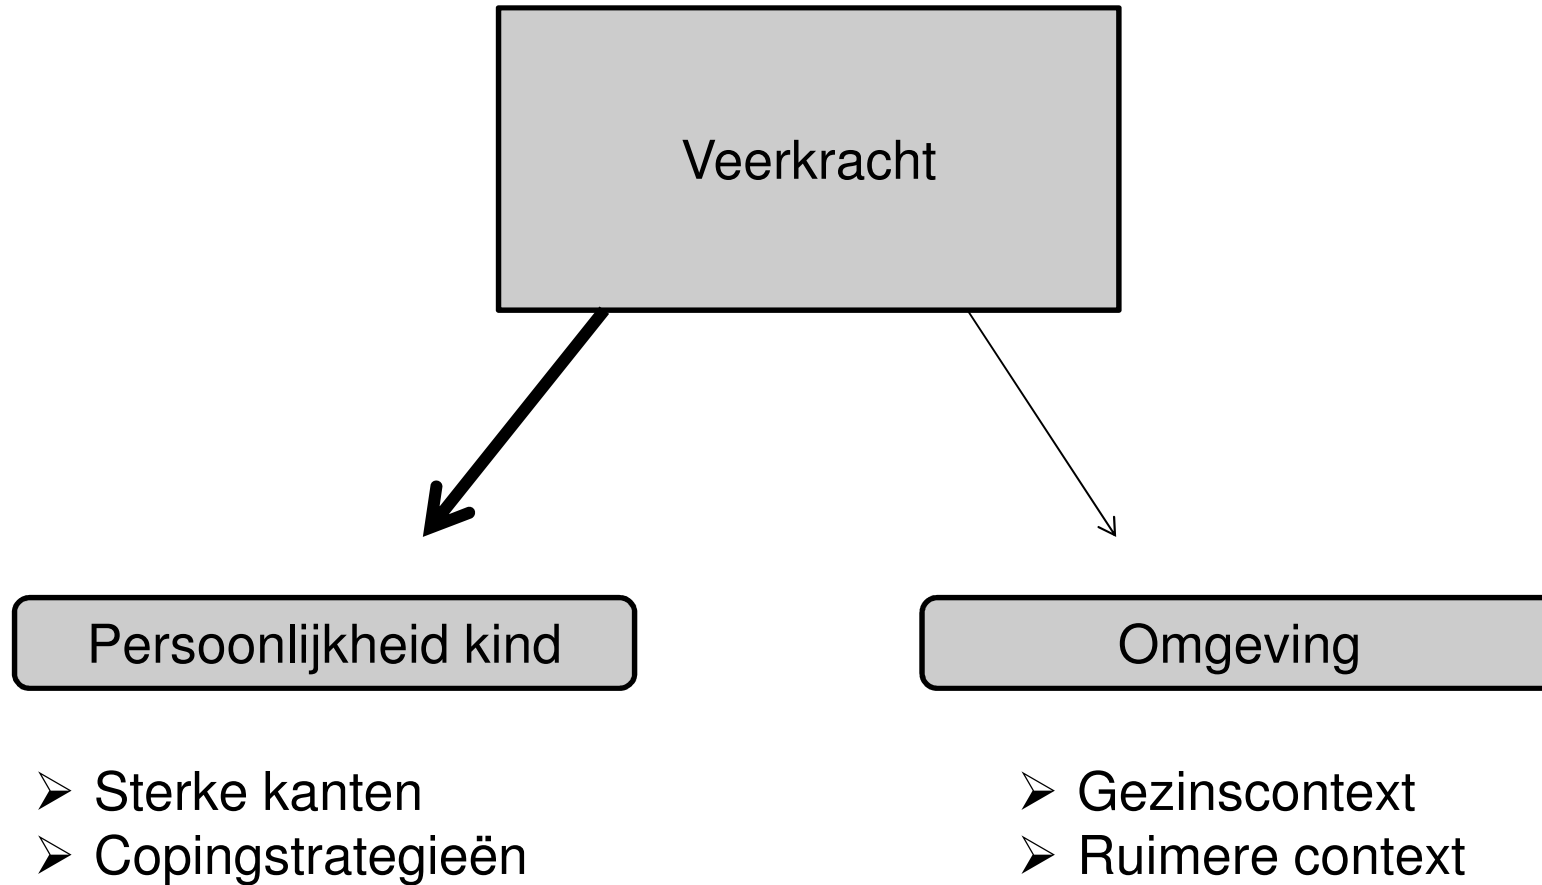 Veerkracht
Persoonlijkheid kind
Omgeving
➢ Sterke kanten
➢ Copingstrategieën
➢ Gezinscontext
➢ Ruimere context